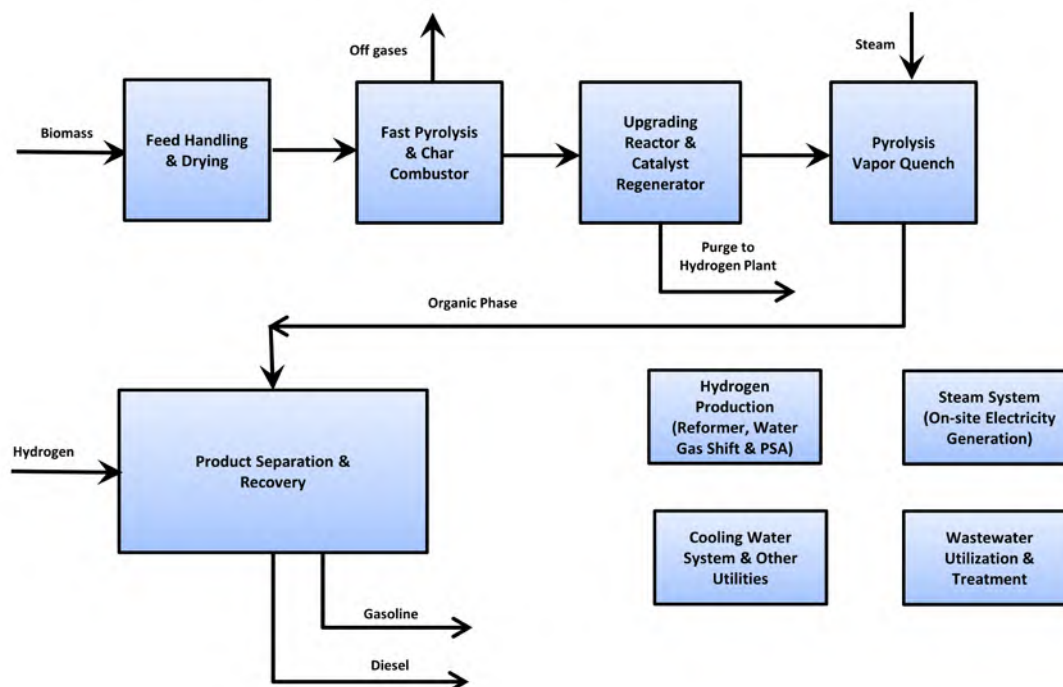 Off gases
Steam
Biomass
Feed Handling
& Drying
Fast Pyrolysis
& Char
Combustor
Upgrading
Reactor &
Catalyst
Regenerator
Pyrolysis
Vapor Quench
Purge to
Hydrogen Plant
Organic Phase
Hydrogen
Product Separation &
Recovery
Hydrogen
Production
(Reformer, Water
Gas Shift & PSA)
Steam System
(On-site Electricity
Generation)
Cooling Water
System & Other
Utilities
Wastewater
Utilization &
Treatment
Gasoline
Diesel